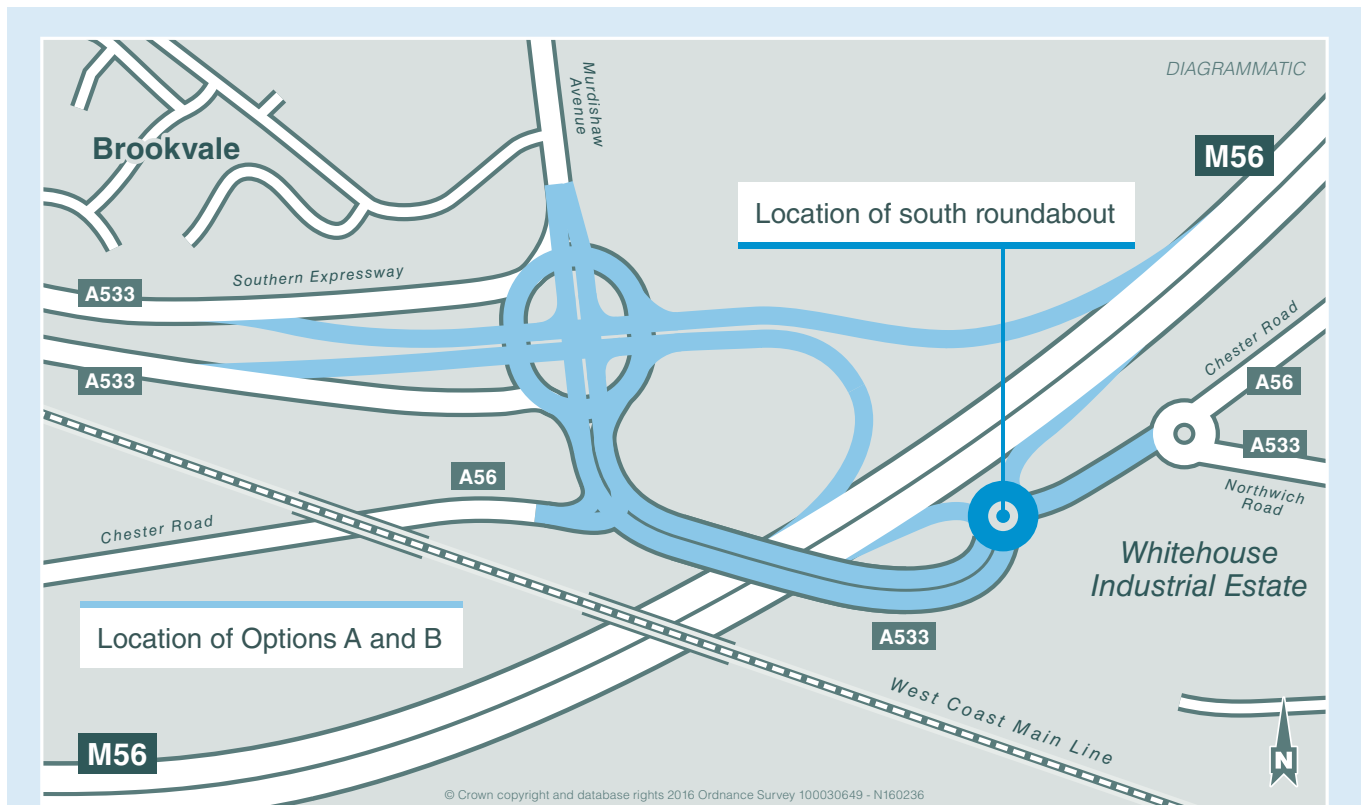 DIAGRAMMATIC
Murdishaw
Avenue
Brookvale
M56
Location of south roundabout
Southern Expressway
A533
A533
Chester Road
A56
A533
Northwich
Road
A56
Chester Road
Whitehouse
Industrial Estate
Location of Options A and B
A533
West Coast Main Line
M56
N
© Crown copyright and database rights 2016 Ordnance Survey 100030649 - N160236